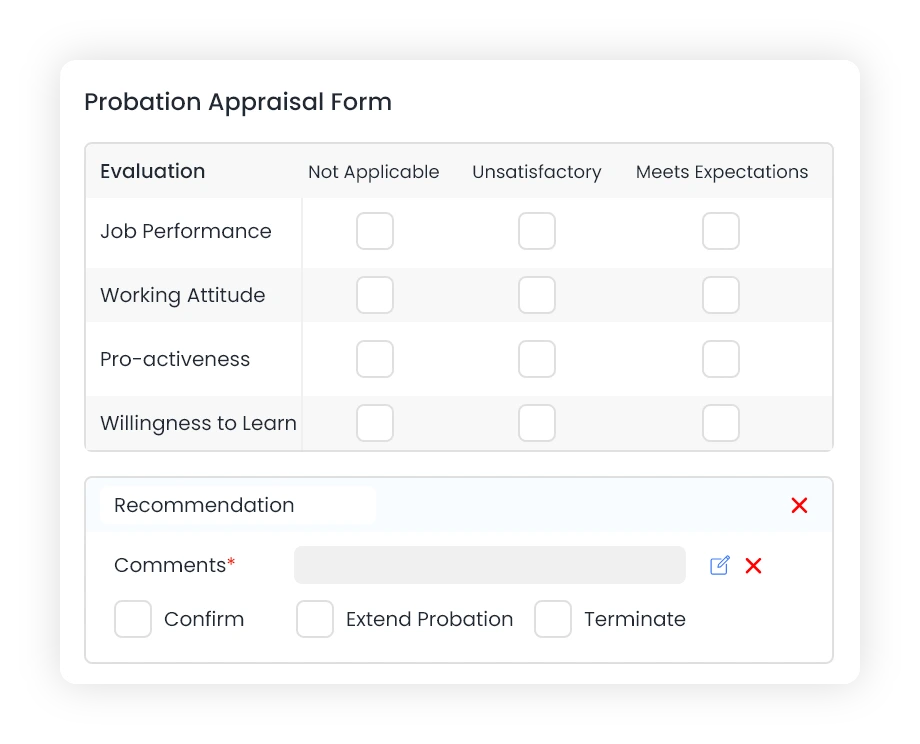 Probation Appraisal Form
Evaluation Not Applicable Unsatisfactory Meets Expectations
Job Performance
Working Attitude
Pro-activeness
Willingness to Learn
Recommendation
Comments*
Confirm Extend Probation Terminate